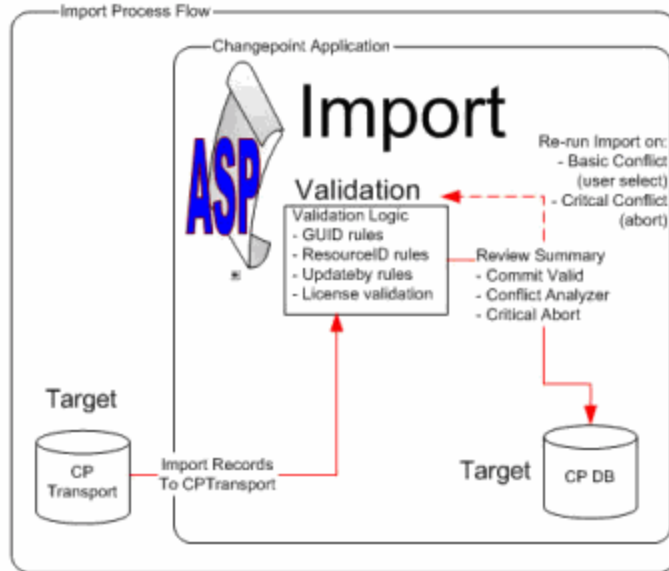 Import Process Flow
Changepoint Application
Import
ASP
Re-run Import on:
- Basic Conflict
(user select)
- Critcal Conflict
(abort)
Validation
Validation Logic
- GUID rules
- ResourceID rules
- Updateby rules
- License validation
Review Summary
- Commit Valid
- Conflict Analyzer
- Critical Abort
Target
CP
Transport
Import Records
To CPTransport
Target
CP DB